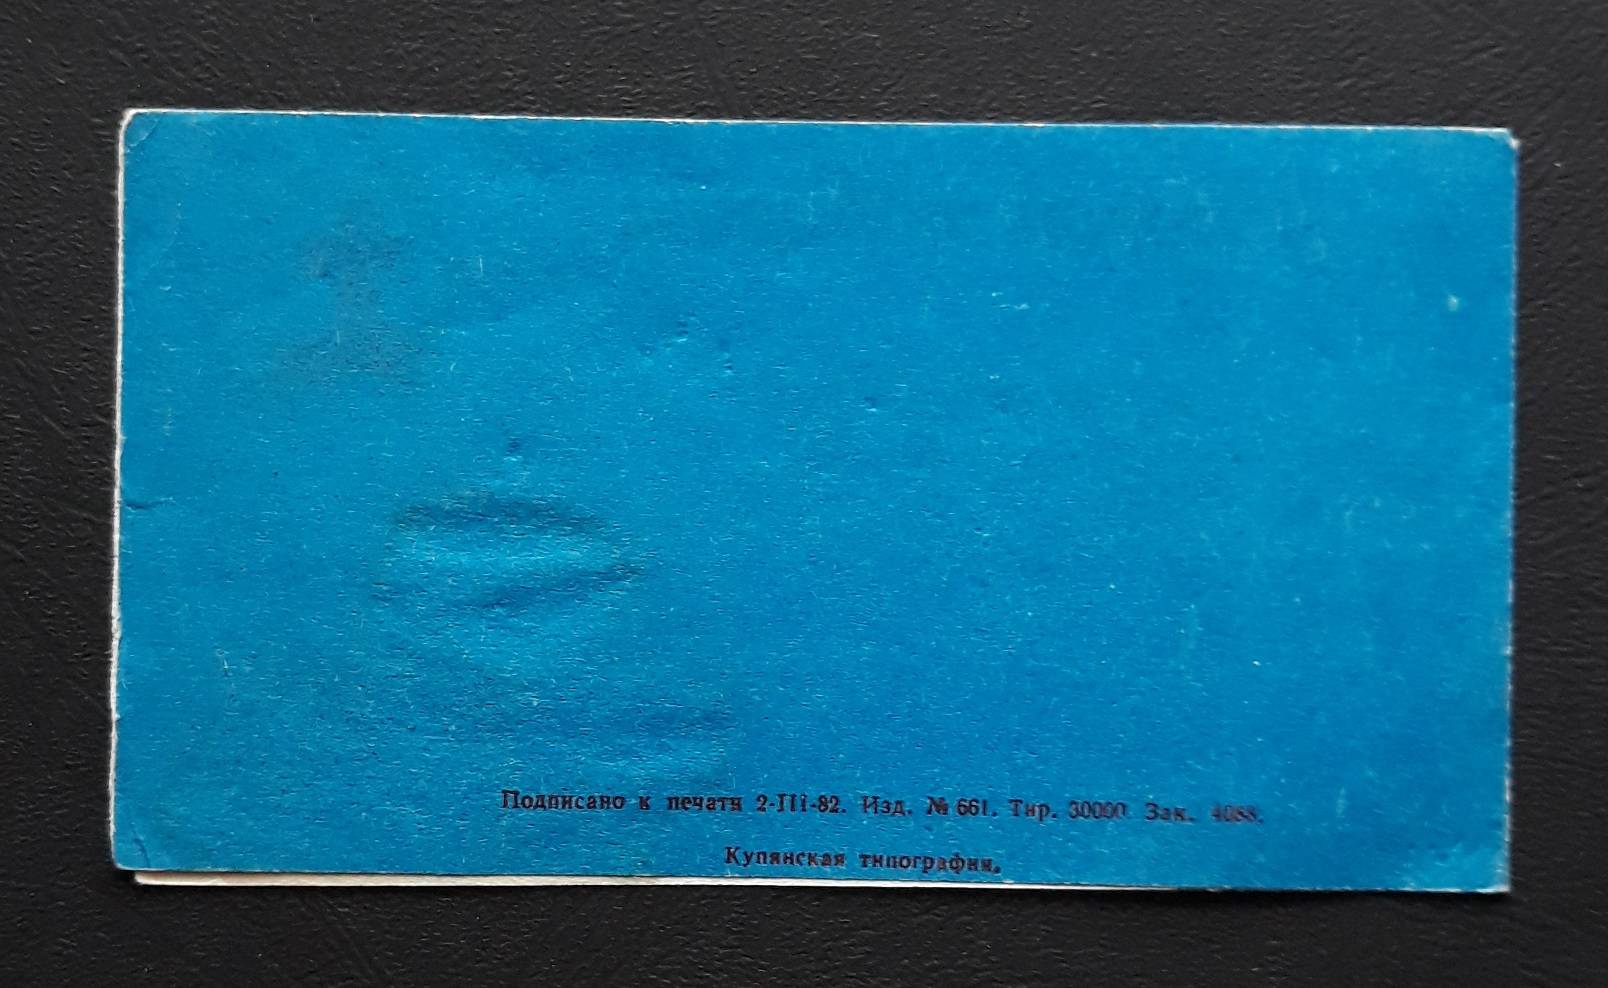 Подписано к печати 2-III-82. Изд. № 661. Тир. 30000 Зак. 4088.
Купянская типография.